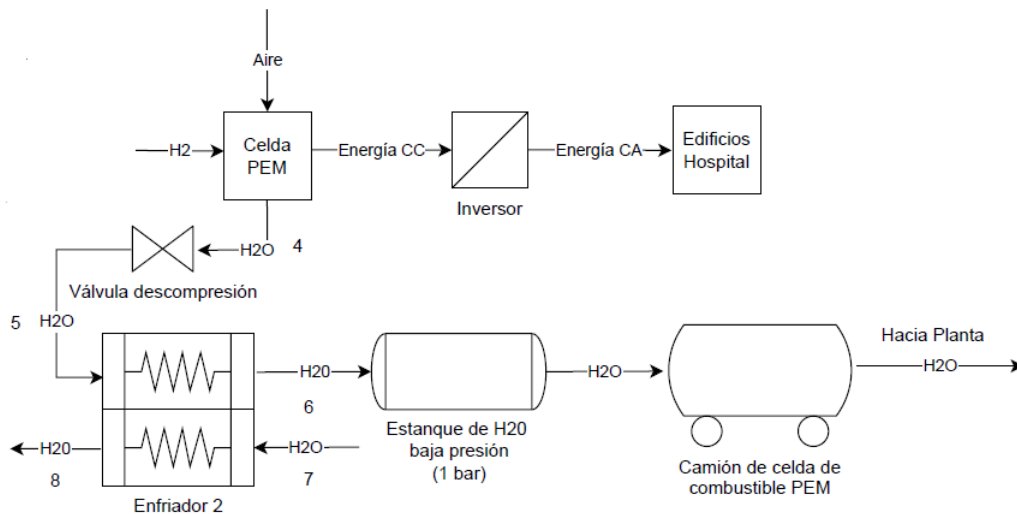 Aire
H2
Celda
PEM
Energía CC
Inversor
Energía CA
Edificios
Hospital
H2O
4
Válvula descompresión
5
H2O
H20
6
Estanque de H20
baja presión
(1 bar)
H2O
Camión de celda de
combustible PEM
Hacia Planta
H2O
H2O
7
H20
8
Enfriador 2